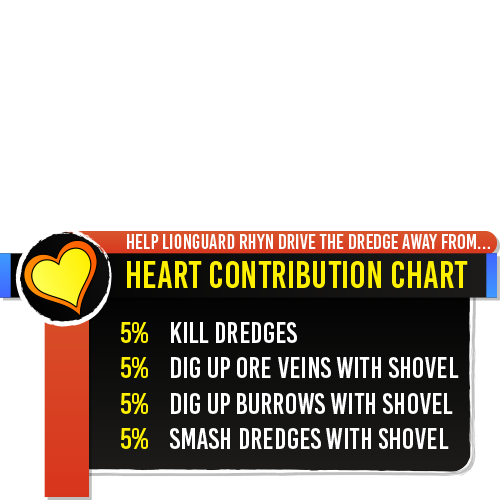 HELP LIONGUARD RHYN DRIVE THE DREDGE AWAY FROM...
HEART CONTRIBUTION CHART
5% KILL DREDGES
5% DIG UP ORE VEINS WITH SHOVEL
5% DIG UP BURROWS WITH SHOVEL
5% SMASH DREDGES WITH SHOVEL